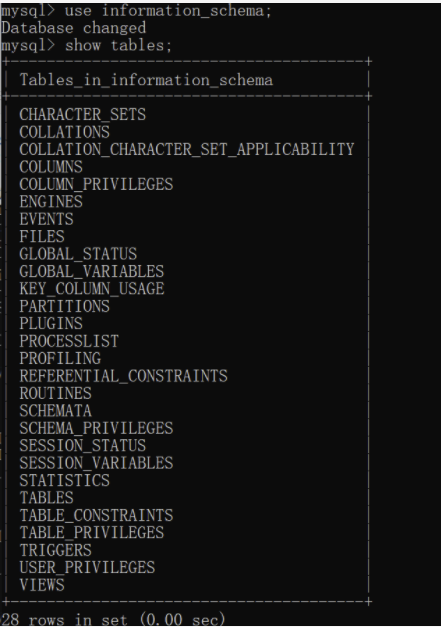 mysql> use information_schema;
Database changed
mysql> show tables;
+---------------------------------------+
| Tables_in_information_schema |
+---------------------------------------+
| CHARACTER_SETS |
| COLLATIONS |
| COLLATION_CHARACTER_SET_APPLICABILITY |
| COLUMNS |
| COLUMN_PRIVILEGES |
| ENGINES |
| EVENTS |
| FILES |
| GLOBAL_STATUS |
| GLOBAL_VARIABLES |
| KEY_COLUMN_USAGE |
| PARTITIONS |
| PLUGINS |
| PROCESSLIST |
| PROFILING |
| REFERENTIAL_CONSTRAINTS |
| ROUTINES |
| SCHEMATA |
| SCHEMA_PRIVILEGES |
| SESSION_STATUS |
| SESSION_VARIABLES |
| STATISTICS |
| TABLES |
| TABLE_CONSTRAINTS |
| TABLE_PRIVILEGES |
| TRIGGERS |
| USER_PRIVILEGES |
| VIEWS |
+---------------------------------------+
28 rows in set (0.00 sec)